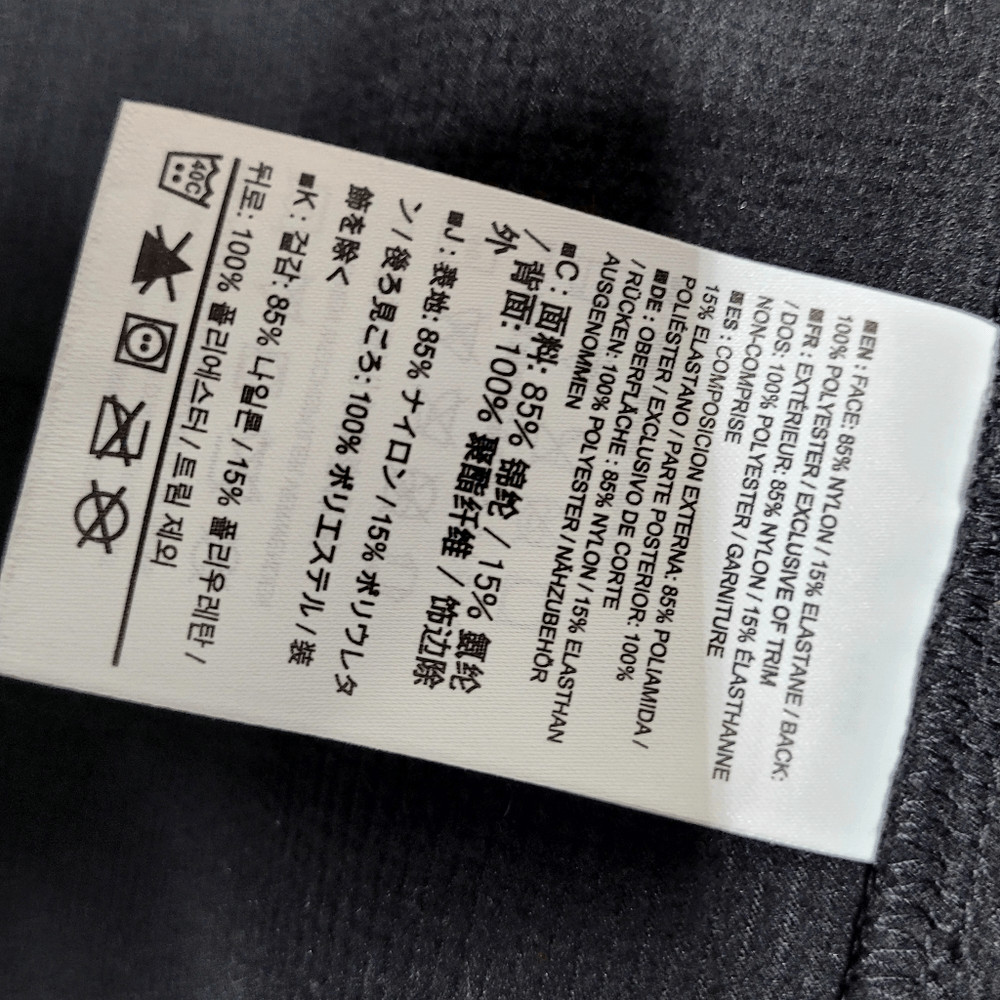 ■EN : FACE: 85% NYLON / 15% ELASTANE / BACK:
100% POLYESTER / EXCLUSIVE OF TRIM
■FR : EXTÉRIEUR: 85% NYLON / 15% ÉLASTHANNE
/ DOS: 100% POLYESTER / GARNITURE
NON-COMPRISE
■ES : COMPOSICION EXTERNA: 85% POLIAMIDA /
15% ELASTANO / PARTE POSTERIOR: 100%
POLIÉSTER / EXCLUSIVO DE CORTE
■DE : OBERFLÄCHE : 85% NYLON / 15% ELASTHAN
/ RÜCKEN: 100% POLYESTER / NÄHZUBEHÖR
AUSGENOMMEN
■C : 面料: 85% 锦纶 / 15% 氨纶
/ 背面: 100% 聚酯纤维 / 饰边除
外
■J : 表地: 85% ナイロン / 15% ポリウレタ
ン / 後ろ見ごろ: 100% ポリエステル / 装
飾を除く
■K : 겉감: 85% 나일론 / 15% 폴리우레탄 /
뒤로: 100% 폴리에스터 / 트림 제외
40C